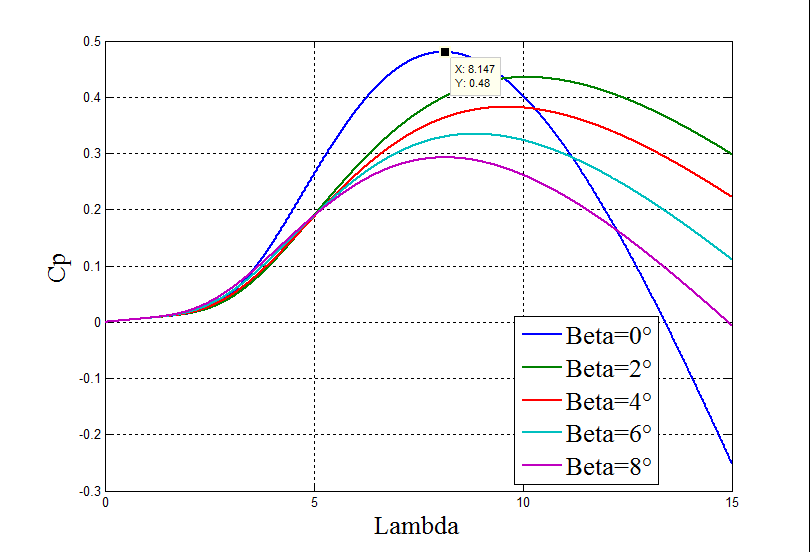 0.5
0.4
0.3
0.2
0.1
0
-0.1
-0.2
-0.3
Cp
X: 8.147
Y: 0.48
Beta=0°
Beta=2°
Beta=4°
Beta=6°
Beta=8°
0 5 10 15
Lambda